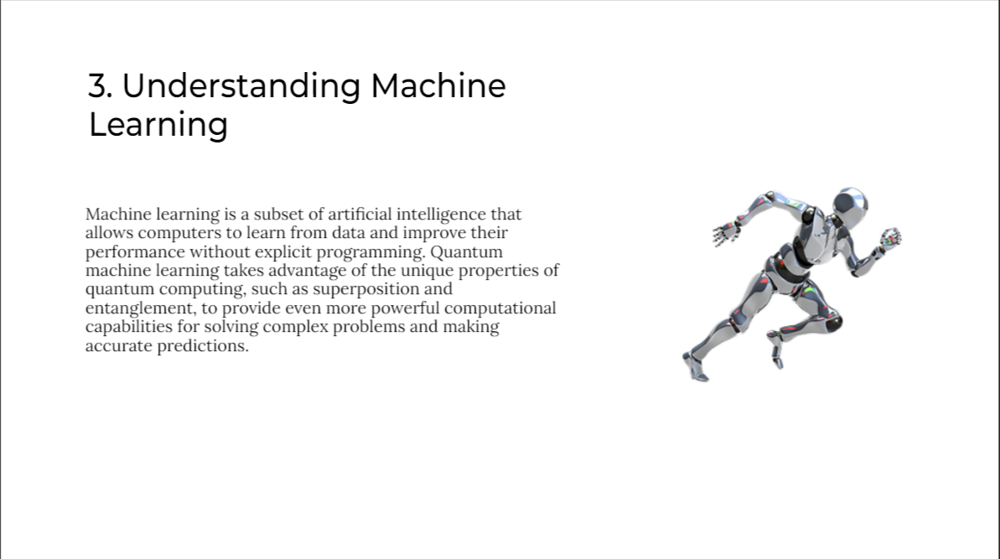 3. Understanding Machine
Learning
Machine learning is a subset of artificial intelligence that
allows computers to learn from data and improve their
performance without explicit programming. Quantum
machine learning takes advantage of the unique properties of
quantum computing, such as superposition and
entanglement, to provide even more powerful computational
capabilities for solving complex problems and making
accurate predictions.